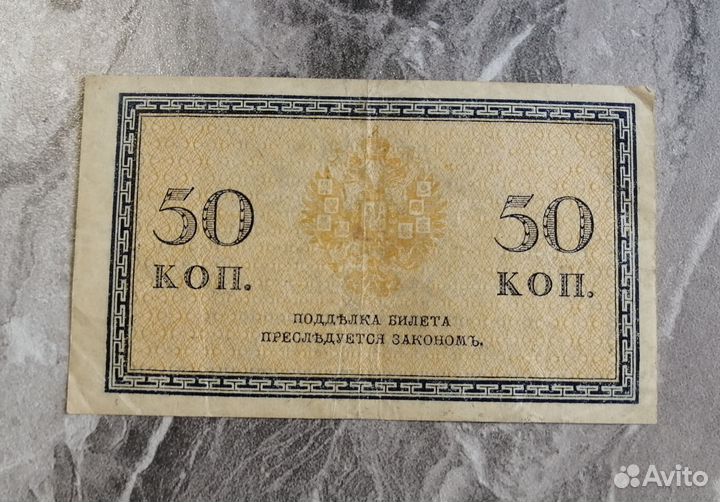 50 50
КОП. КОП.
ПОДДѢЛКА БИЛЕТА
ПРЕСЛѢДУЕТСЯ ЗАКОНОМЪ.
Avito